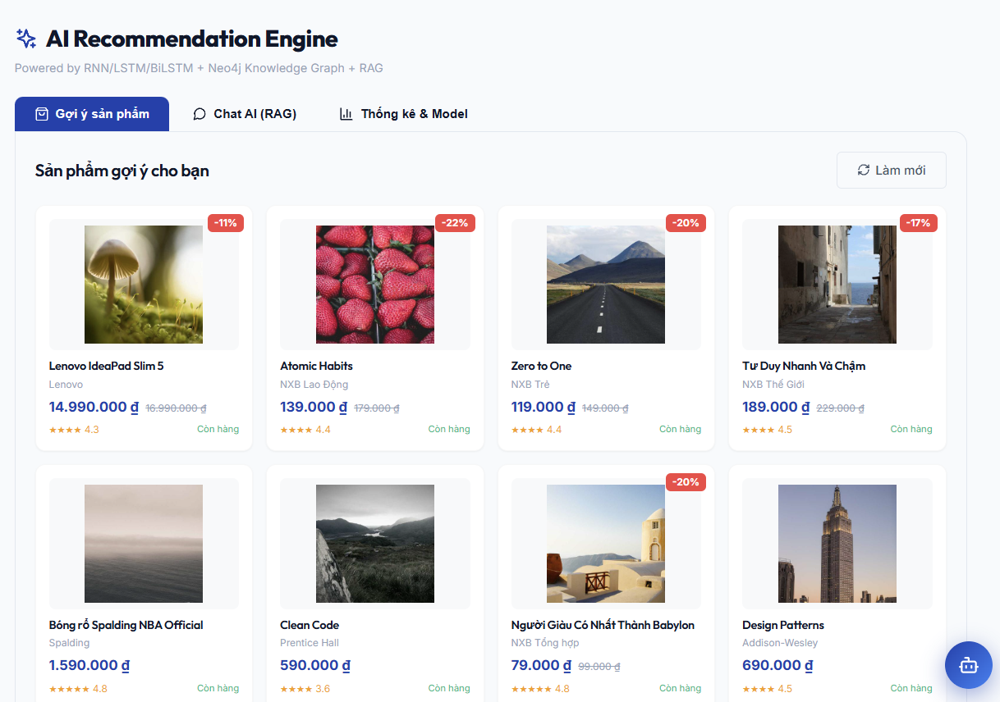 AI Recommendation Engine
Powered by RNN/LSTM/BiLSTM + Neo4j Knowledge Graph + RAG
Gợi ý sản phẩm
Chat AI (RAG)
Thống kê & Model
Sản phẩm gợi ý cho bạn
Làm mới
-11%
Lenovo IdeaPad Slim 5
Lenovo
14.990.000 ₫ 16.990.000 ₫
★★★★ 4.3 Còn hàng
-22%
Atomic Habits
NXB Lao Động
139.000 ₫ 179.000 ₫
★★★★ 4.4 Còn hàng
-20%
Zero to One
NXB Trẻ
119.000 ₫ 149.000 ₫
★★★★ 4.4 Còn hàng
-17%
Tư Duy Nhanh Và Chậm
NXB Thế Giới
189.000 ₫ 229.000 ₫
★★★★ 4.5 Còn hàng
Bóng rổ Spalding NBA Official
Spalding
1.590.000 ₫
★★★★★ 4.8 Còn hàng
Clean Code
Prentice Hall
590.000 ₫
★★★★ 3.6 Còn hàng
-20%
Người Giàu Có Nhất Thành Babylon
NXB Tổng hợp
79.000 ₫ 99.000 ₫
★★★★★ 4.8 Còn hàng
Design Patterns
Addison-Wesley
690.000 ₫
★★★★ 4.5 Còn hàng